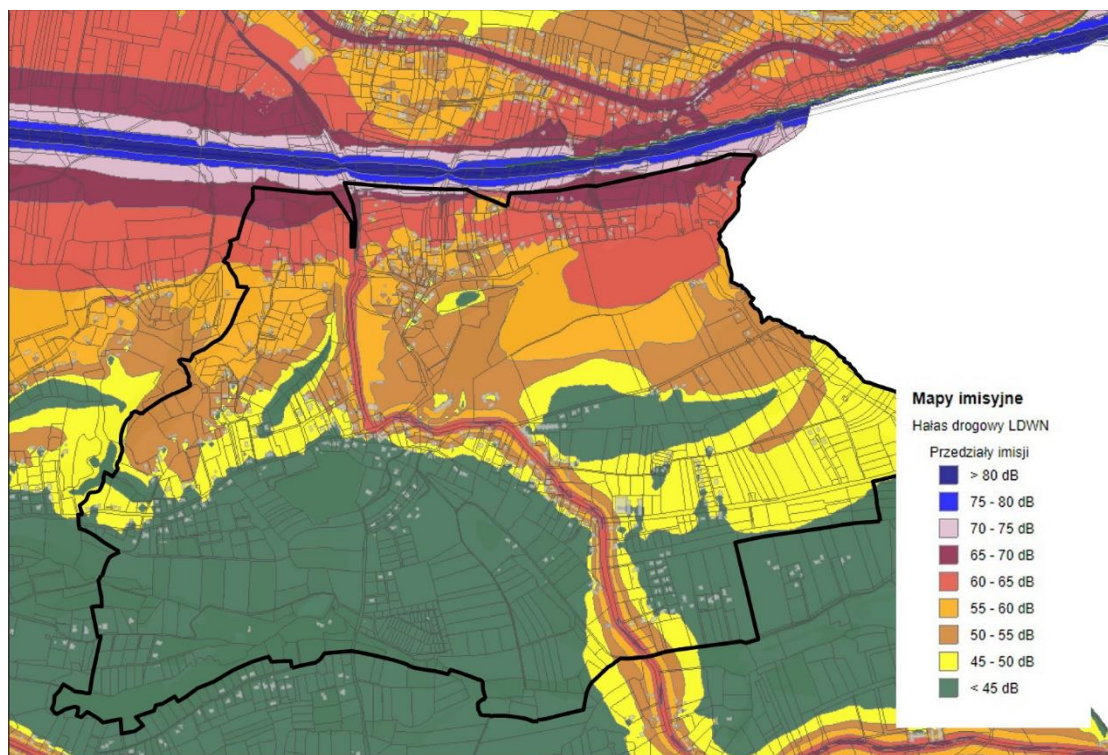 Mapy imisyjne
Hałas drogowy LDWN
Przedziały imisji
> 80 dB
75 - 80 dB
70 - 75 dB
65 - 70 dB
60 - 65 dB
55 - 60 dB
50 - 55 dB
45 - 50 dB
< 45 dB